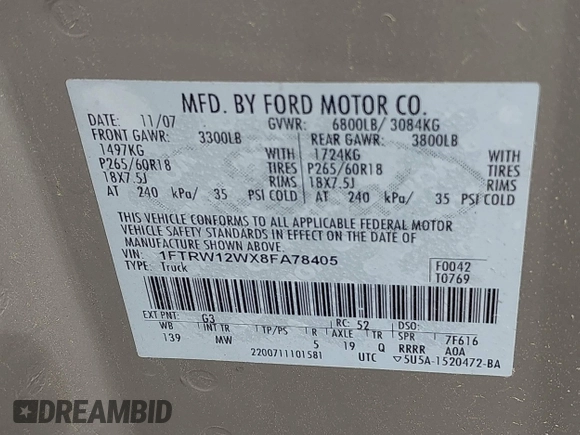 MFD. BY FORD MOTOR CO.
DATE: 11/07 GVWR: 6800LB/ 3084KG
FRONT GAWR: 3300LB REAR GAWR: 3800LB
1497KG WITH 1724KG WITH
P265/60R18 TIRES P265/60R18 TIRES
18X7.5J RIMS 18X7.5J RIMS
AT 240 kPa/ 35 PSI COLD AT 240 kPa/ 35 PSI COLD
THIS VEHICLE CONFORMS TO ALL APPLICABLE FEDERAL MOTOR
VEHICLE SAFETY STANDARDS IN EFFECT ON THE DATE OF
MANUFACTURE SHOWN ABOVE.
VIN: 1FTRW12WX8FA78405 F0042
TYPE: Truck T0769
EXT PNT: G3 RC: 52 DSO:
WB INT TR TP/PS R AXLE TR SPR 7F616
139 MW 5 19 Q RRRR A0A
2200711101581 UTC ▽5U5A-1520472-BA
DREAMBID